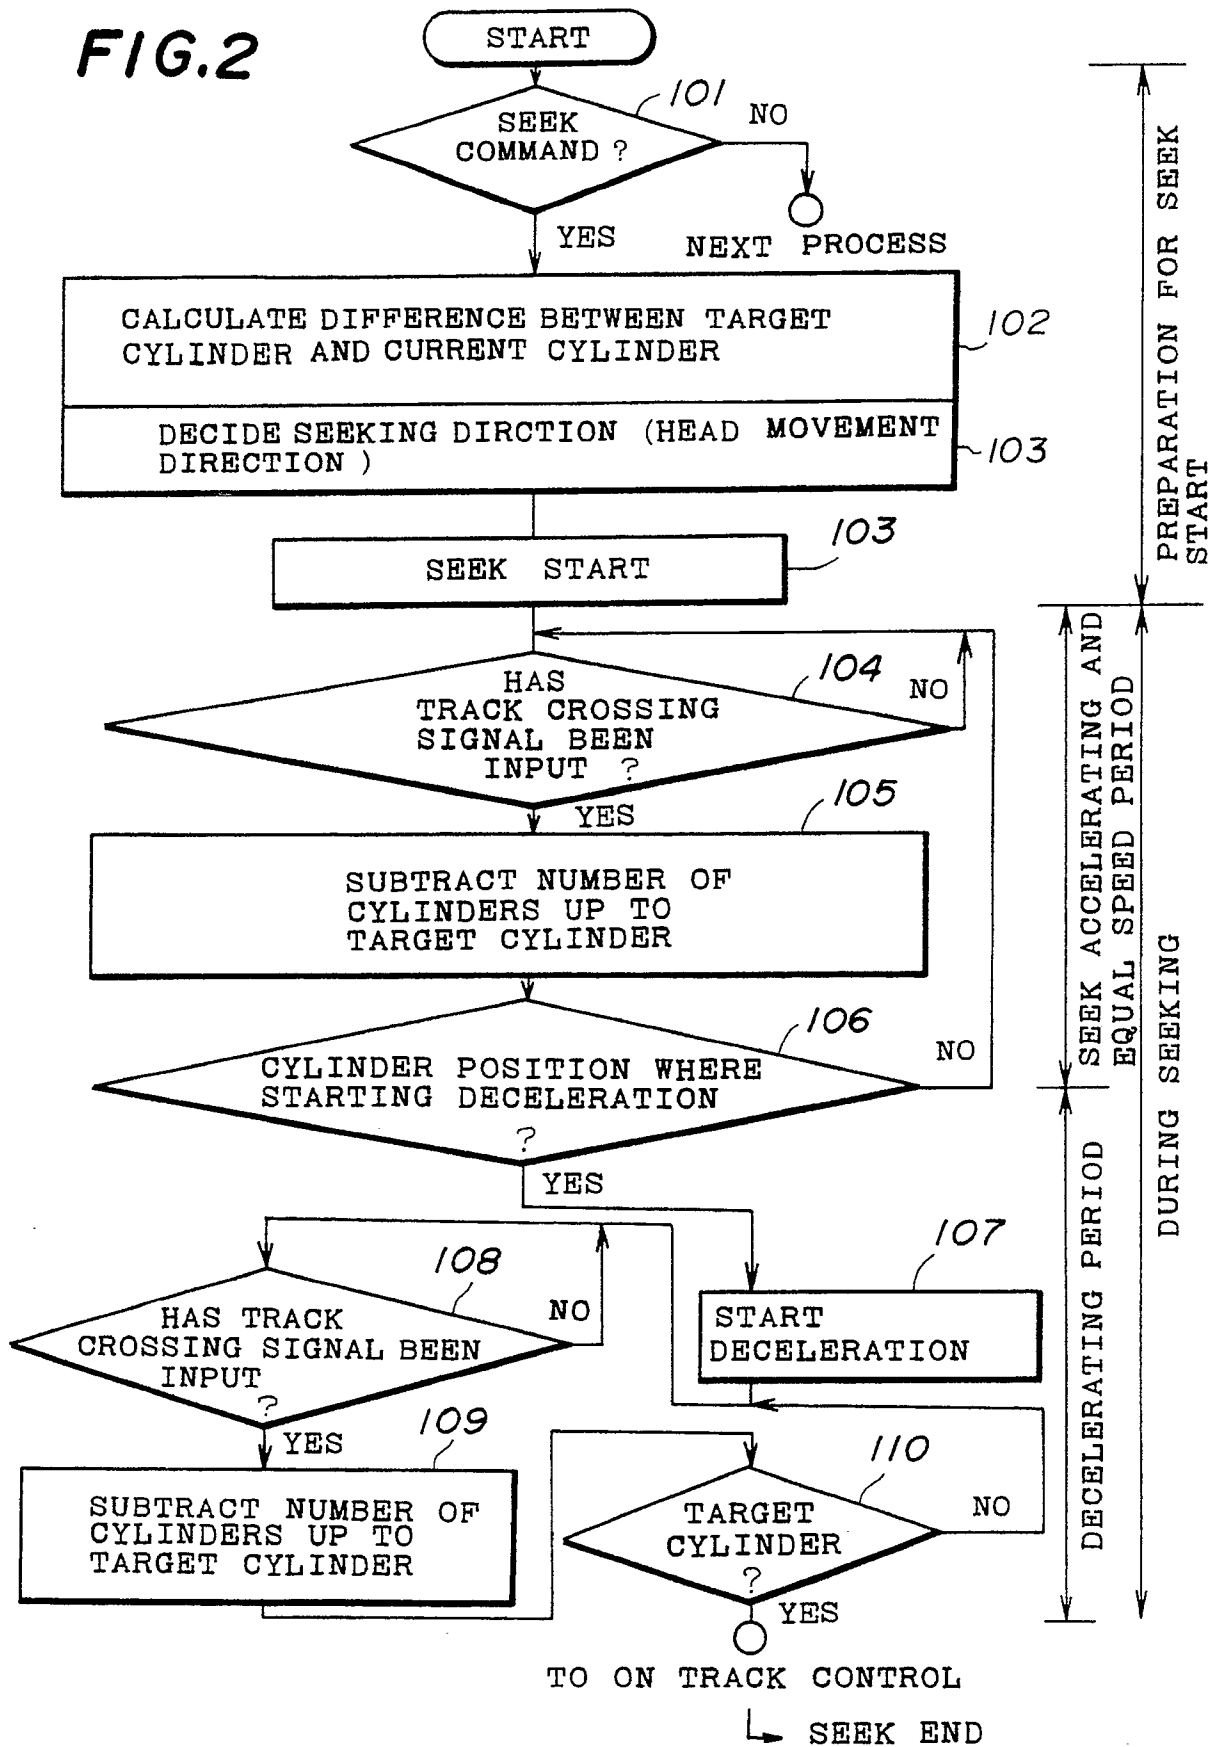 FIG.2
START
101
SEEK
COMMAND ?
NO
YES
NEXT PROCESS
CALCULATE DIFFERENCE BETWEEN TARGET
CYLINDER AND CURRENT CYLINDER
102
DECIDE SEEKING DIRCTION (HEAD MOVEMENT
DIRECTION )
103
SEEK START
103
PREPARATION FOR SEEK
START
HAS
TRACK CROSSING
SIGNAL BEEN
INPUT ?
104
NO
YES
105
SUBTRACT NUMBER OF
CYLINDERS UP TO
TARGET CYLINDER
CYLINDER POSITION WHERE
STARTING DECELERATION
?
106
NO
YES
SEEK ACCELERATING AND
EQUAL SPEED PERIOD
DURING SEEKING
107
START
DECELERATION
108
HAS TRACK
CROSSING SIGNAL BEEN
INPUT
?
NO
YES
109
SUBTRACT NUMBER OF
CYLINDERS UP TO
TARGET CYLINDER
110
TARGET
CYLINDER
?
NO
YES
DECELERATING PERIOD
TO ON TRACK CONTROL
SEEK END